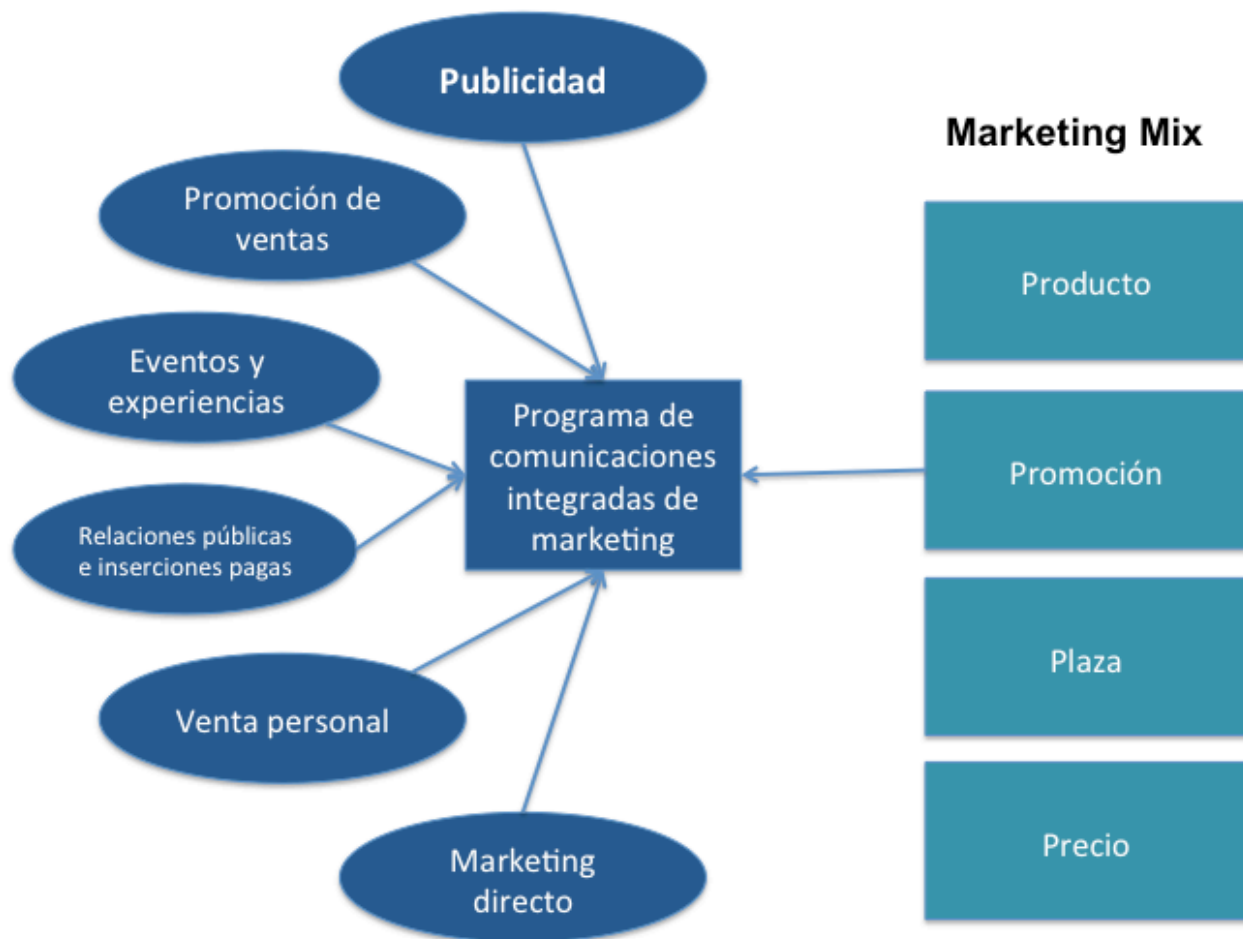 Publicidad
Promoción de
ventas
Eventos y
experiencias
Relaciones públicas
e inserciones pagas
Venta personal
Marketing
directo
Programa de
comunicaciones
integradas de
marketing
Marketing Mix
Producto
Promoción
Plaza
Precio